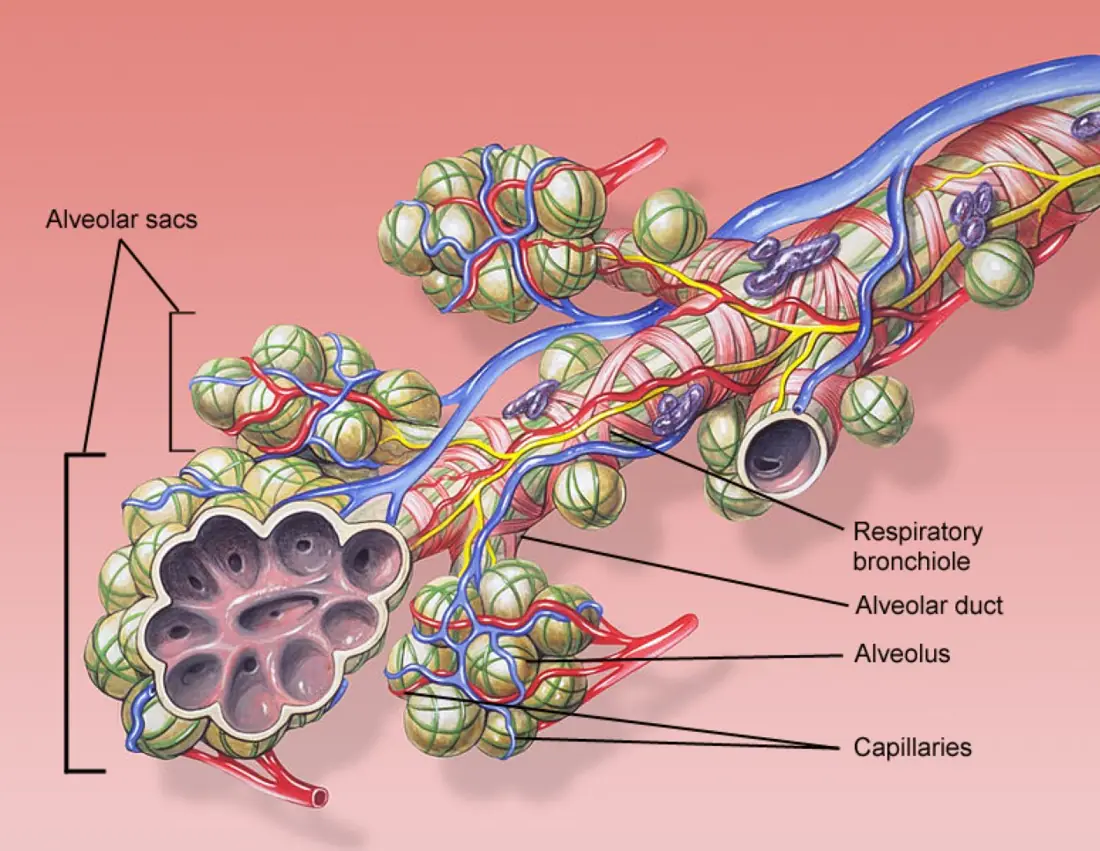 Alveolar sacs
Respiratory
bronchiole
Alveolar duct
Alveolus
Capillaries